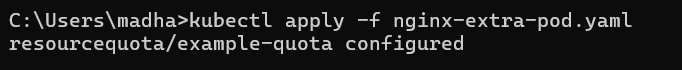 C:\Users\madha>kubectl apply -f nginx-extra-pod.yaml
resourcequota/example-quota configured